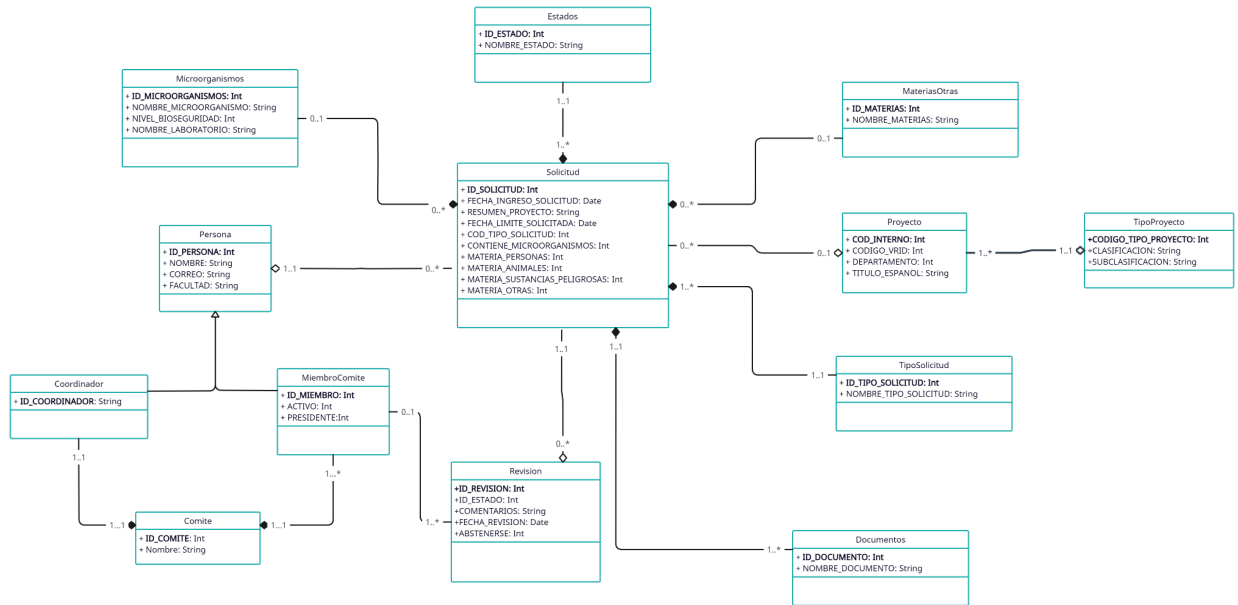 Estados
+ ID_ESTADO: Int
+ NOMBRE_ESTADO: String
1..1
1..*
Microorganismos
+ ID_MICROORGANISMOS: Int
+ NOMBRE_MICROORGANISMO: String
+ NIVEL_BIOSEGURIDAD: Int
+ NOMBRE_LABORATORIO: String
0..1
0..*
MateriasOtras
+ ID_MATERIAS: Int
+ NOMBRE_MATERIAS: String
0..1
0..*
Solicitud
+ ID_SOLICITUD: Int
+ FECHA_INGRESO_SOLICITUD: Date
+ RESUMEN_PROYECTO: String
+ FECHA_LIMITE_SOLICITADA: Date
+ COD_TIPO_SOLICITUD: Int
+ CONTIENE_MICROORGANISMOS: Int
+ MATERIA_PERSONAS: Int
+ MATERIA_ANIMALES: Int
+ MATERIA_SUSTANCIAS_PELIGROSAS: Int
+ MATERIA_OTRAS: Int
Proyecto
+ COD_INTERNO: Int
+ CODIGO_VRID: Int
+ DEPARTAMENTO: Int
+ TITULO_ESPANOL: String
0..*
0..1
TipoProyecto
+CODIGO_TIPO_PROYECTO: Int
+CLASIFICACION: String
+SUBCLASIFICACION: String
1..*
1..1
Persona
+ ID_PERSONA: Int
+ NOMBRE: String
+ CORREO: String
+ FACULTAD: String
1..1
0..*
1..*
1..1
TipoSolicitud
+ ID_TIPO_SOLICITUD: Int
+ NOMBRE_TIPO_SOLICITUD: String
Coordinador
+ ID_COORDINADOR: String
MiembroComite
+ ID_MIEMBRO: Int
+ ACTIVO: Int
+ PRESIDENTE:Int
0..1
1..*
1..1
0..*
1..1
1..*
1..1
1...1
1...*
1...1
Revision
+ID_REVISION: Int
+ID_ESTADO: Int
+COMENTARIOS: String
+FECHA_REVISION: Date
+ABSTENERSE: Int
Comite
+ ID_COMITE: Int
+ Nombre: String
Documentos
+ ID_DOCUMENTO: Int
+ NOMBRE_DOCUMENTO: String